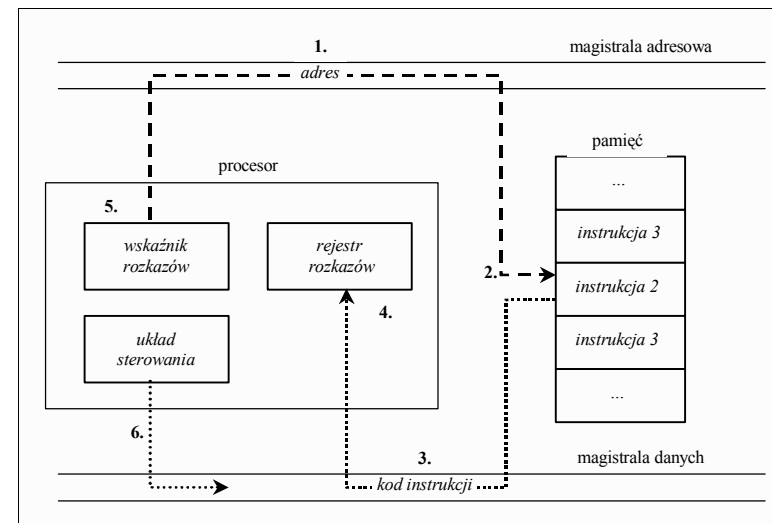 1.
magistrala adresowa
adres
pamięć
procesor
...
5.
wskaźnik
rozkazów
rejestr
rozkazów
instrukcja 3
2.
instrukcja 2
4.
układ
sterowania
instrukcja 3
...
6.
3.
magistrala danych
kod instrukcji